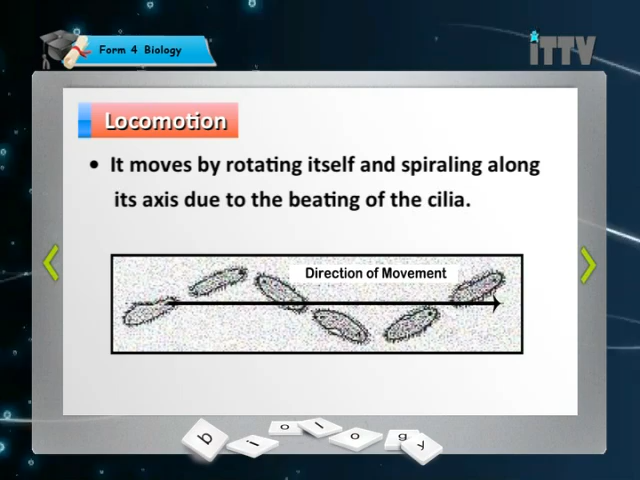 Form 4 Biology
iTTV
Locomotion
• It moves by rotating itself and spiraling along
its axis due to the beating of the cilia.
Direction of Movement
b i o l o g y